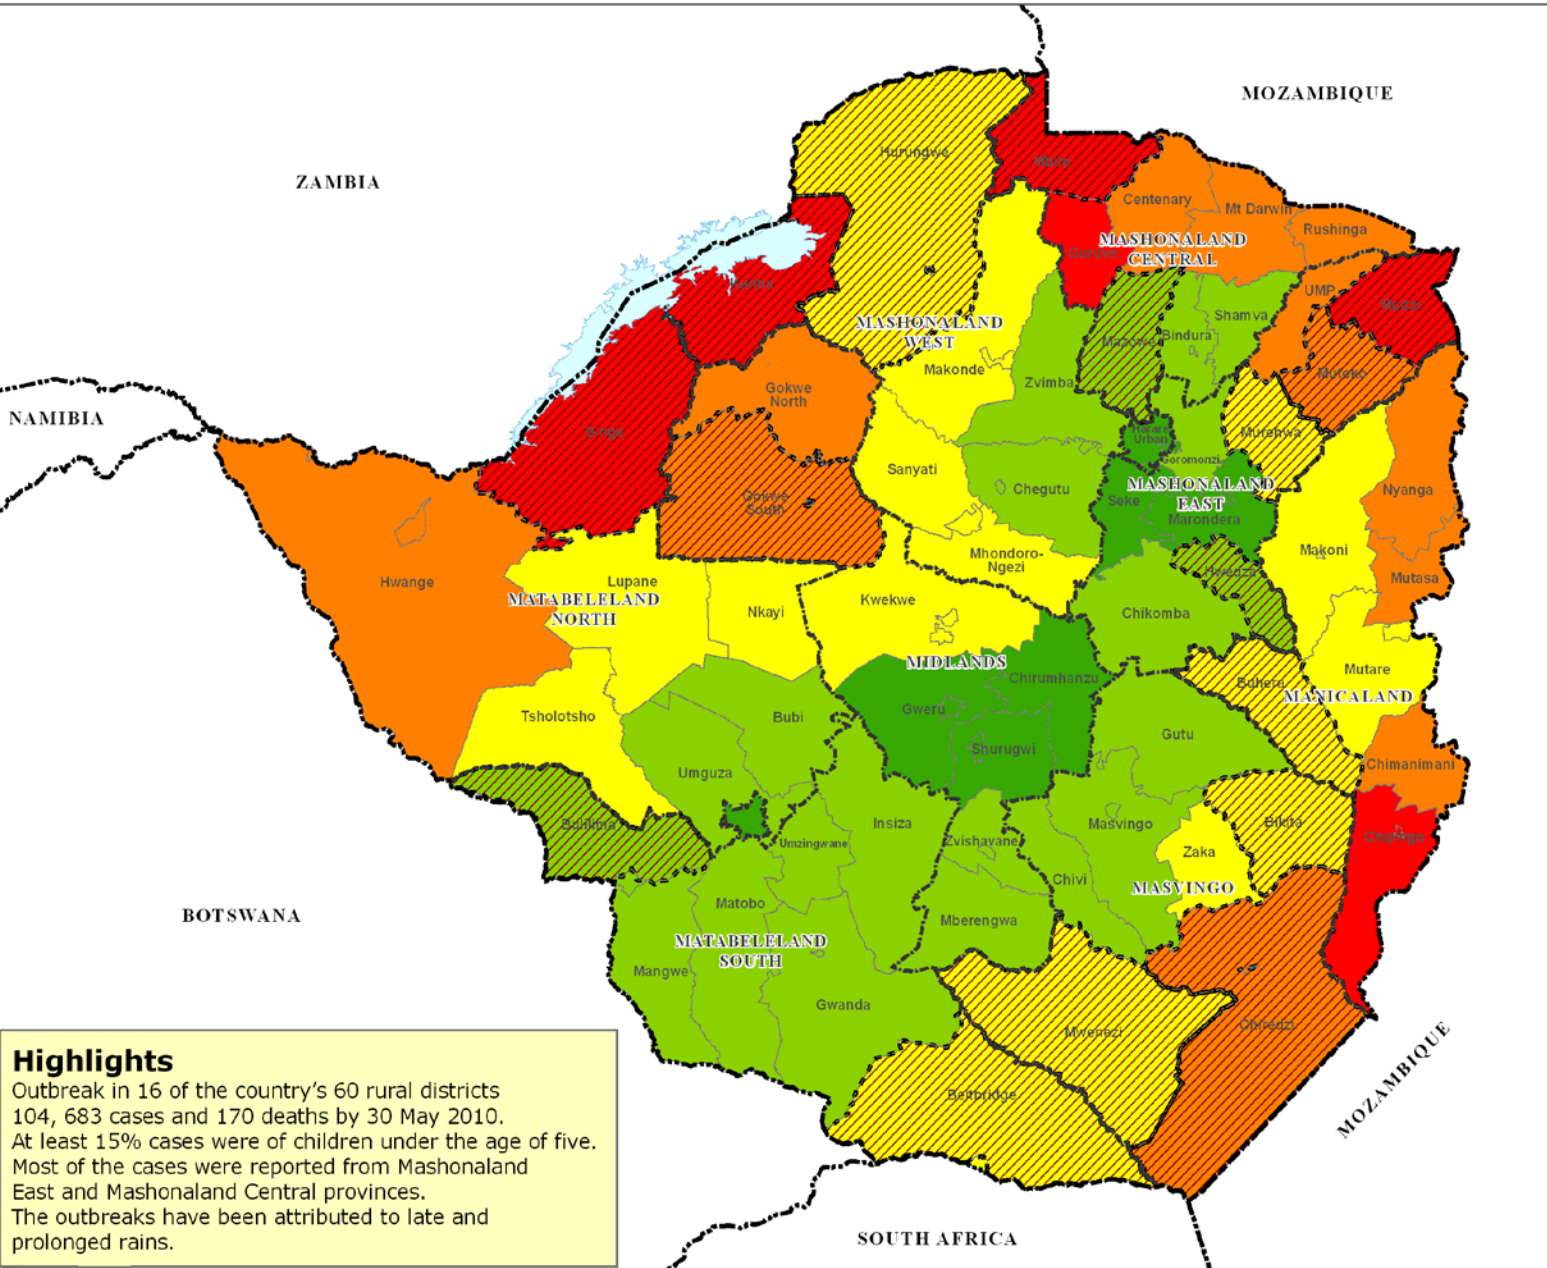 MOZAMBIQUE
ZAMBIA
Hurungwe
Mbire
Centenary
Mt Darwin
Rushinga
MASHONALAND
CENTRAL
Guruve
Kariba
UMP
Mudzi
Shamva
MASHONALAND
WEST
Mazowe
Bindura
Makonde
Zvimba
Mutoko
Gokwe
North
NAMIBIA
Binga
Harare
Urban
Murehwa
Goromonzi
Sanyati
Chegutu
MASHONALAND
EAST
Seke
Marondera
Nyanga
Gokwe
South
Mhondoro-
Ngezi
Makoni
Hwedza
Mutasa
Hwange
Lupane
MATABELELAND
NORTH
Nkayi
Kwekwe
Chikomba
MIDLANDS
Chirumhanzu
Buhera
Mutare
MANICALAND
Tsholotsho
Bubi
Gweru
Shurugwi
Gutu
Chimanimani
Umguza
Bulilima
Insiza
Umzingwane
Zvishavane
Masvingo
Zaka
Bikita
Chipinge
Chivi
MASVINGO
BOTSWANA
Matobo
Mberengwa
MATABELELAND
SOUTH
Mangwe
Gwanda
Mwenezi
Chiredzi
Beitbridge
MOZAMBIQUE
SOUTH AFRICA
Highlights
Outbreak in 16 of the country's 60 rural districts
104, 683 cases and 170 deaths by 30 May 2010.
At least 15% cases were of children under the age of five.
Most of the cases were reported from Mashonaland
East and Mashonaland Central provinces.
The outbreaks have been attributed to late and
prolonged rains.